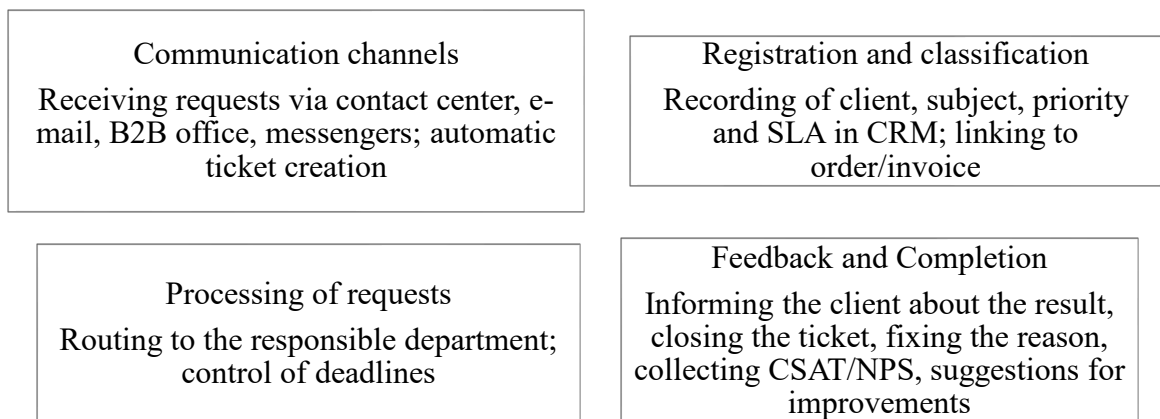 Communication channels
Receiving requests via contact center, e-
mail, B2B office, messengers; automatic
ticket creation
Registration and classification
Recording of client, subject, priority
and SLA in CRM; linking to
order/invoice
Processing of requests
Routing to the responsible department;
control of deadlines
Feedback and Completion
Informing the client about the result,
closing the ticket, fixing the reason,
collecting CSAT/NPS, suggestions for
improvements